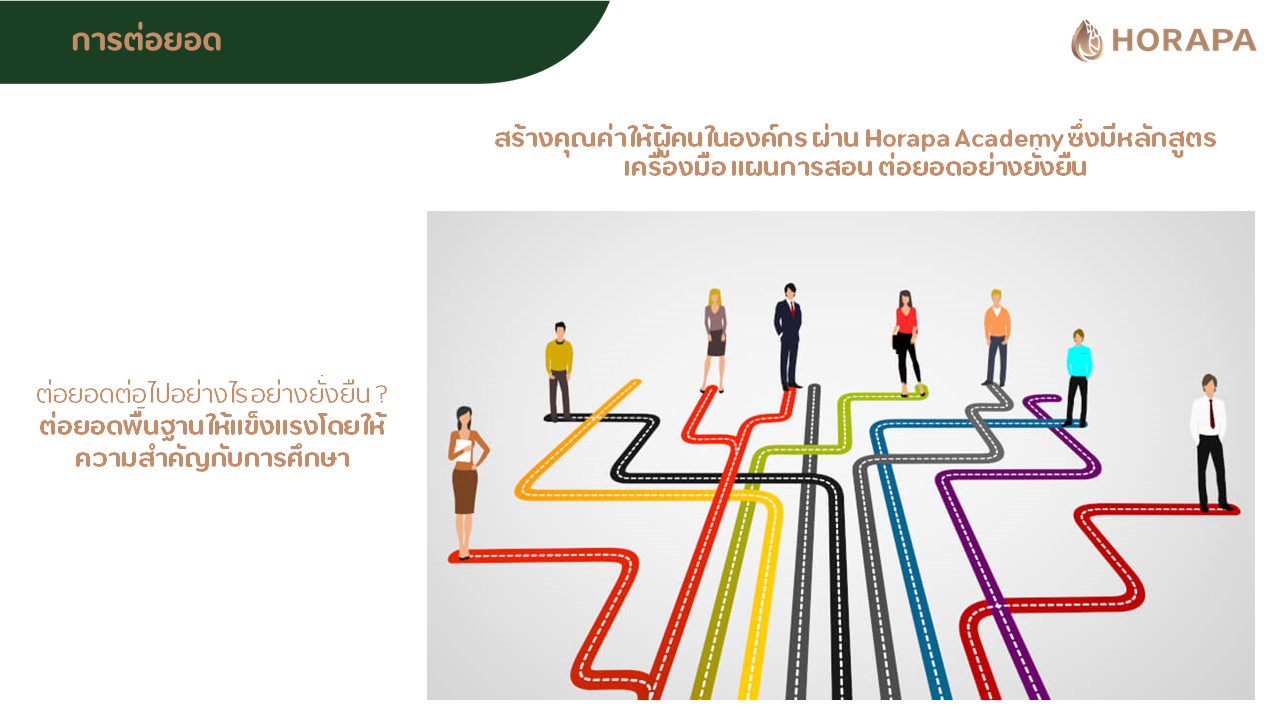 การต่อยอด
HORAPA
สร้างคุณค่าให้ผู้คนในองค์กร ผ่าน Horapa Academy ซึ่งมีหลักสูตร
เครื่องมือ แผนการสอน ต่อยอดอย่างยั่งยืน
ต่อยอดต่อไปอย่างไรอย่างยั่งยืน ?
ต่อยอดพื้นฐานให้แข็งแรงโดยให้
ความสำคัญกับการศึกษา